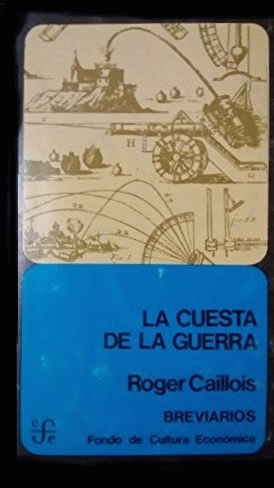 H
G
LA CUESTA
DE LA GUERRA
Roger Caillois
BREVIARIOS
Fondo de Cultura Económica